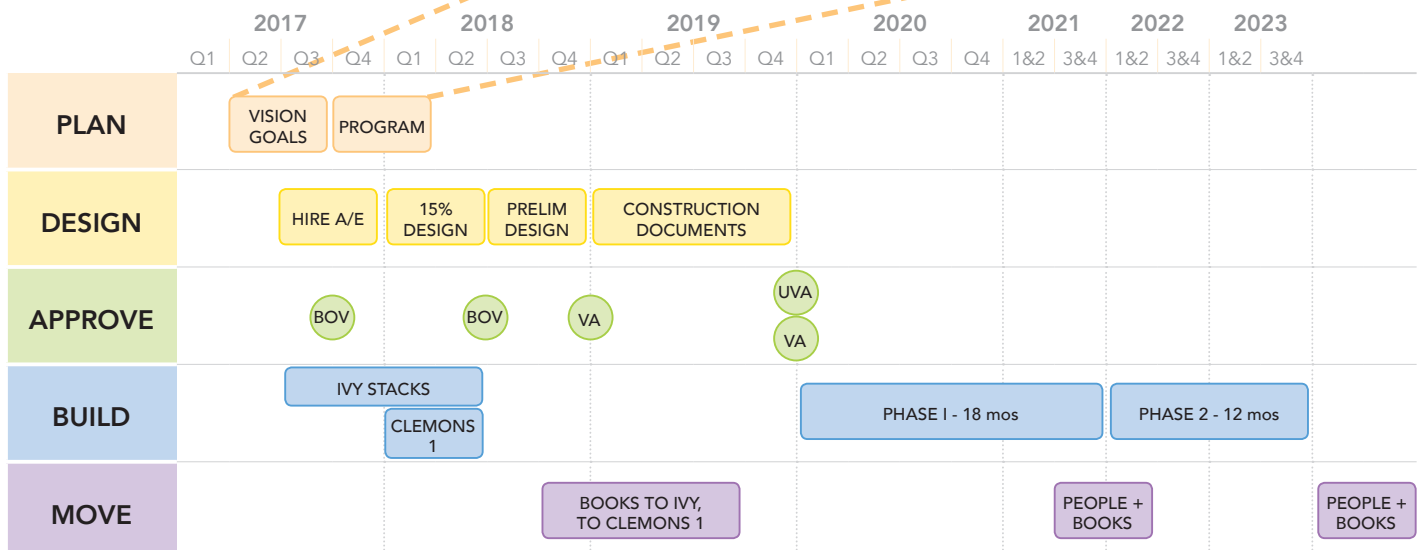 2017 2018 2019 2020 2021 2022 2023
Q1 Q2 Q3 Q4 Q1 Q2 Q3 Q4 Q1 Q2 Q3 Q4 Q1 Q2 Q3 Q4 1&2 3&4 1&2 3&4 1&2 3&4
PLAN
VISION
GOALS
PROGRAM
DESIGN
HIRE A/E
15%
DESIGN
PRELIM
DESIGN
CONSTRUCTION
DOCUMENTS
APPROVE
BOV
BOV
VA
UVA
VA
BUILD
IVY STACKS
CLEMONS
1
PHASE I - 18 mos
PHASE 2 - 12 mos
MOVE
BOOKS TO IVY,
TO CLEMONS 1
PEOPLE +
BOOKS
PEOPLE +
BOOKS